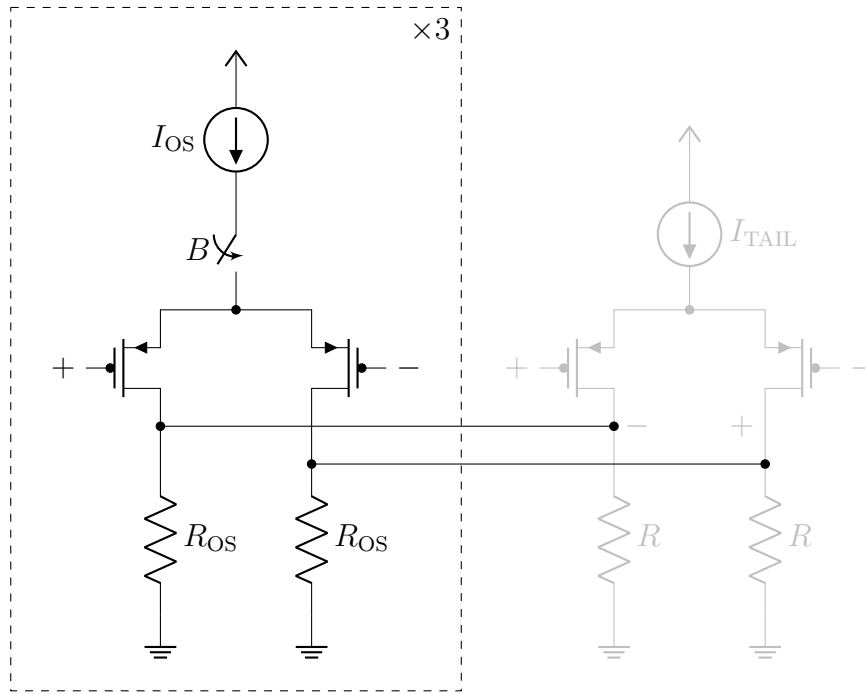 ×3
I_OS
B
I_TAIL
+ − + −
− +
R_OS R_OS R R